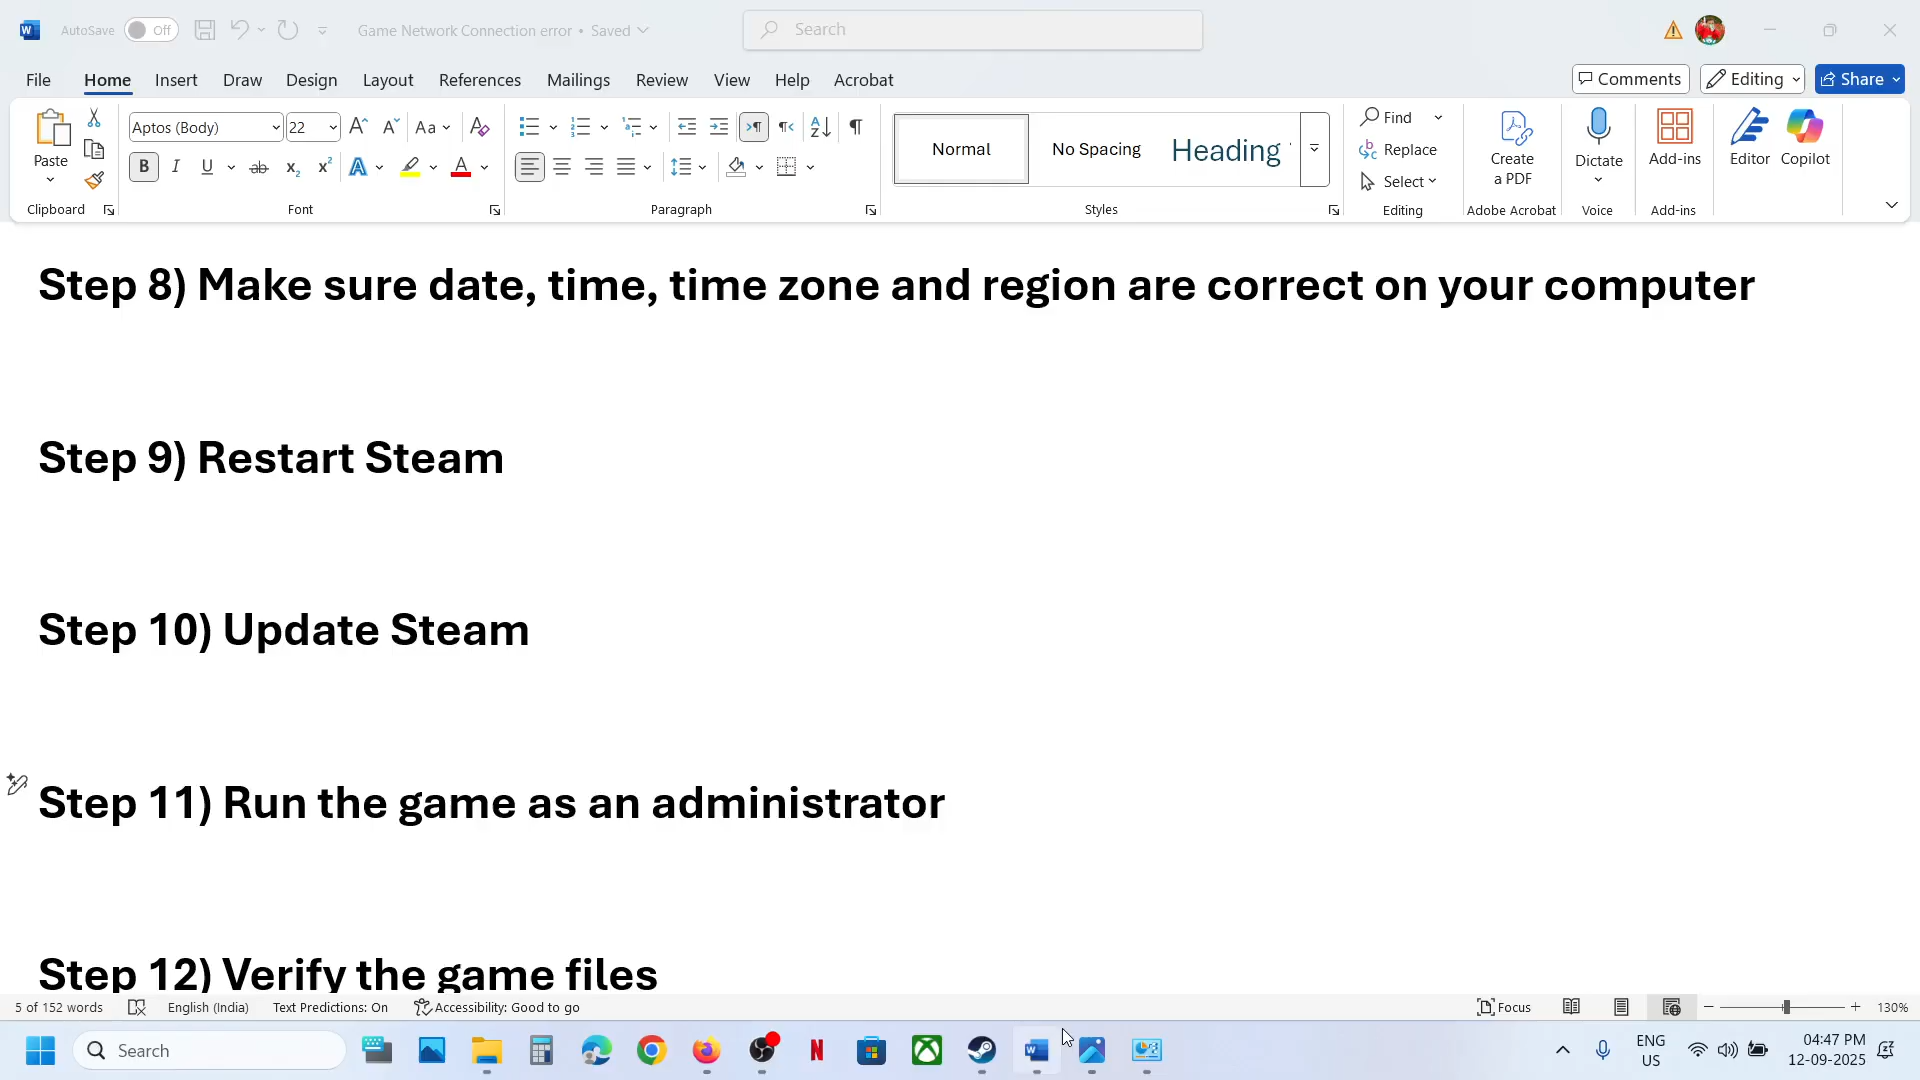 AutoSave Off Game Network Connection error • Saved Search
File Home Insert Draw Design Layout References Mailings Review View Help Acrobat Comments Editing Share
Paste
Clipboard
Aptos (Body) 22
Font
Paragraph
Normal No Spacing Heading
Styles
Find
Replace
Select
Editing
Create
a PDF
Adobe Acrobat
Dictate
Voice
Add-ins
Add-ins
Editor
Copilot
Step 8) Make sure date, time, time zone and region are correct on your computer
Step 9) Restart Steam
Step 10) Update Steam
Step 11) Run the game as an administrator
Step 12) Verify the game files
5 of 152 words English (India) Text Predictions: On Accessibility: Good to go Focus 130%
Search
ENG
US
04:47 PM
12-09-2025